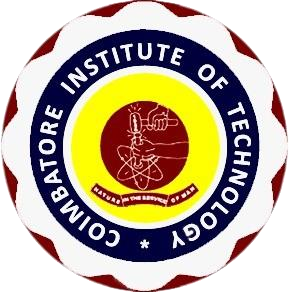 COIMBATORE INSTITUTE OF TECHNOLOGY *
NATURE IN THE SERVICE OF MAN